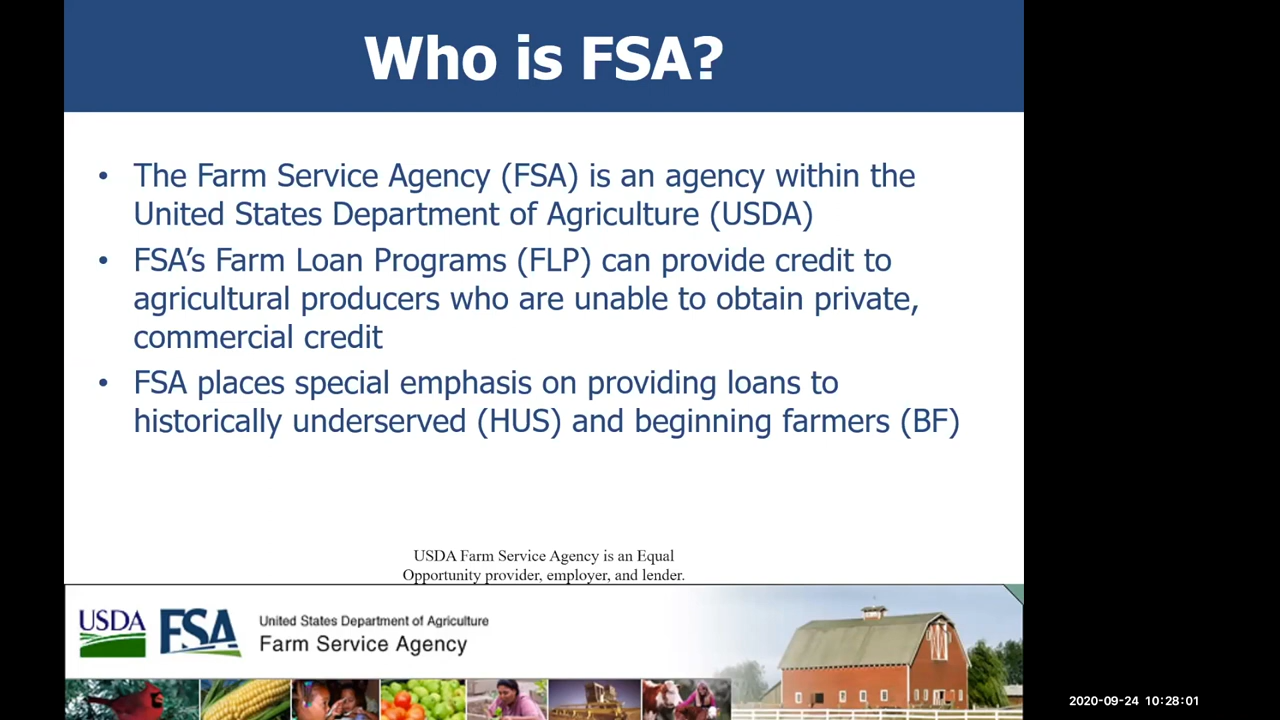 Who is FSA?
• The Farm Service Agency (FSA) is an agency within the
United States Department of Agriculture (USDA)
• FSA’s Farm Loan Programs (FLP) can provide credit to
agricultural producers who are unable to obtain private,
commercial credit
• FSA places special emphasis on providing loans to
historically underserved (HUS) and beginning farmers (BF)
USDA Farm Service Agency is an Equal
Opportunity provider, employer, and lender.
USDA FSA
United States Department of Agriculture
Farm Service Agency
2020-09-24 10:28:01